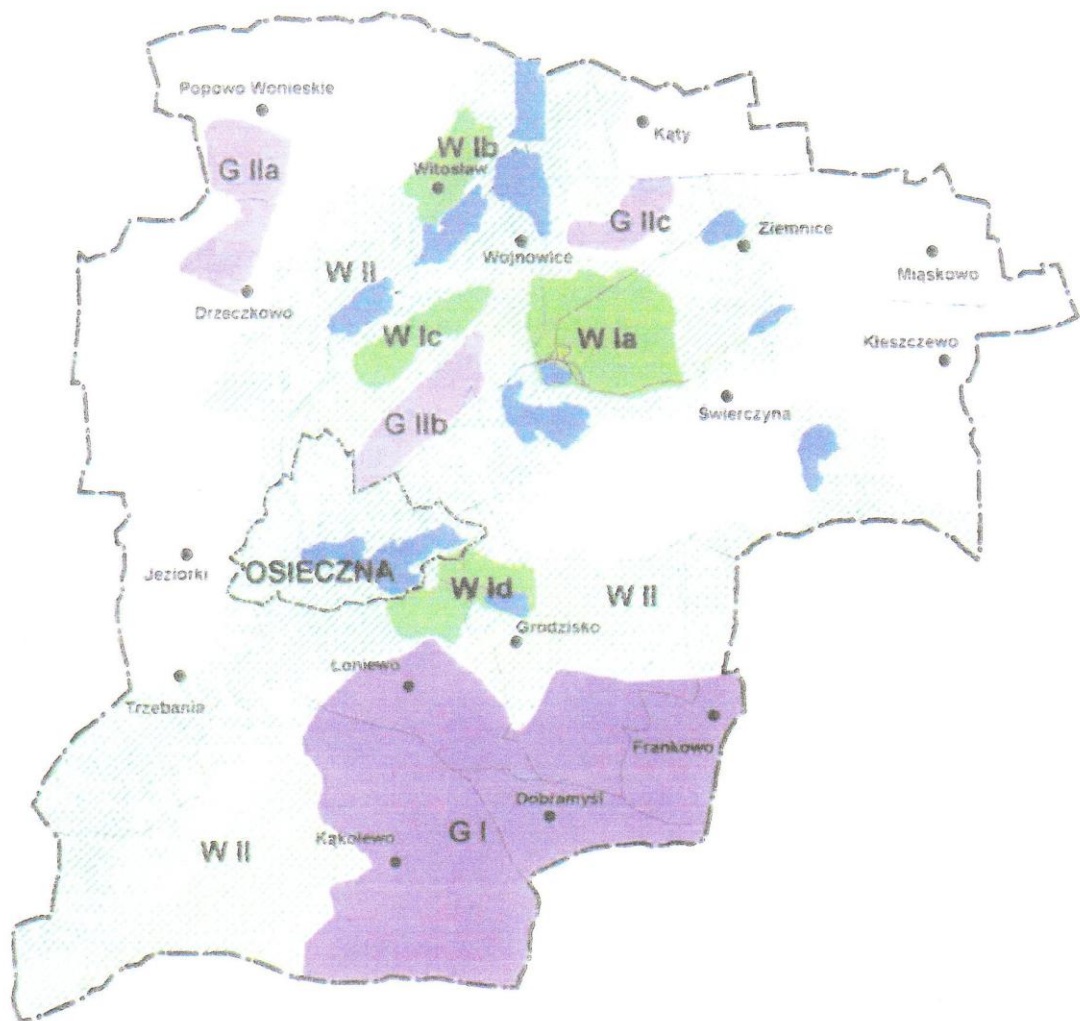 Popowo Wonieskie
Kąty
W Ib
Witosław
G IIa
G IIc
Ziemnice
Wojnowice
Miąskowo
W II
Drzeczkowo
W Ic
W Ia
Kleszczewo
Świerczyna
G IIb
Jeziorki
OSIECZNA
W Id
W II
Grodzisko
Łoniewo
Trzebania
Frankowo
Dobramyśl
Kąkolewo
G I
W II